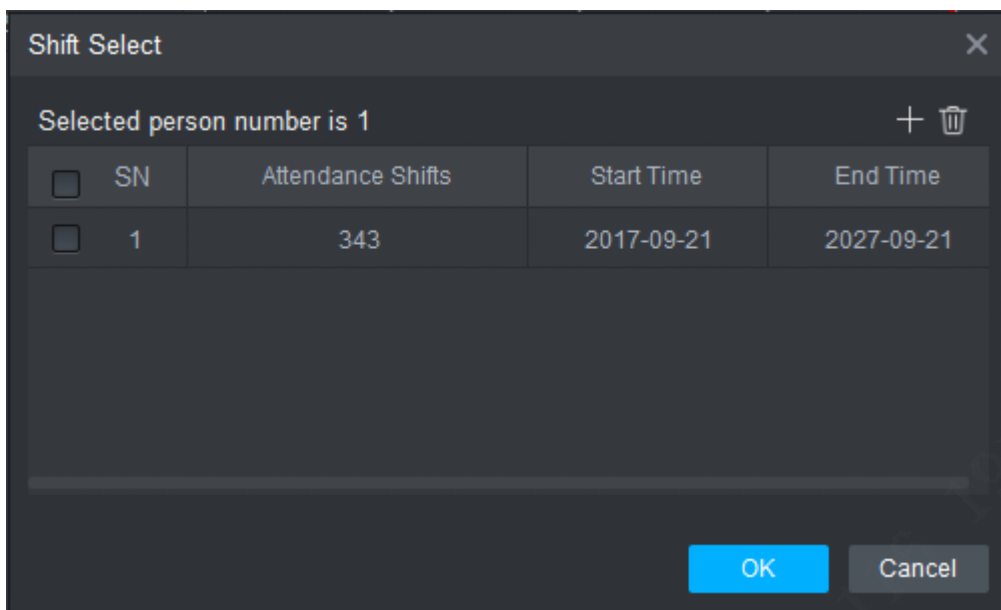 Shift Select
Selected person number is 1
SN Attendance Shifts Start Time End Time
1 343 2017-09-21 2027-09-21
OK Cancel